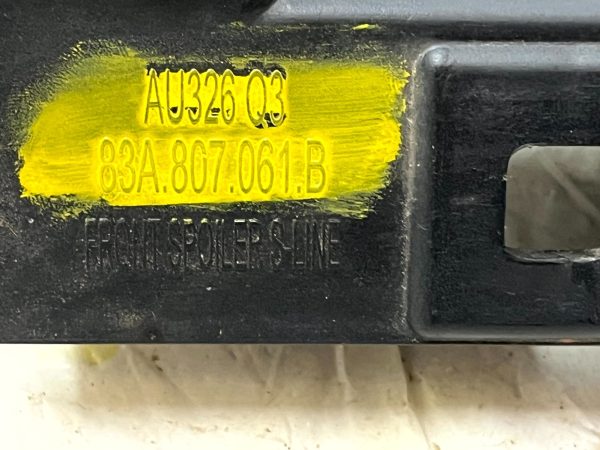 AU326 Q3
83A.807.061.B
FRONT SPOILER S-LINE